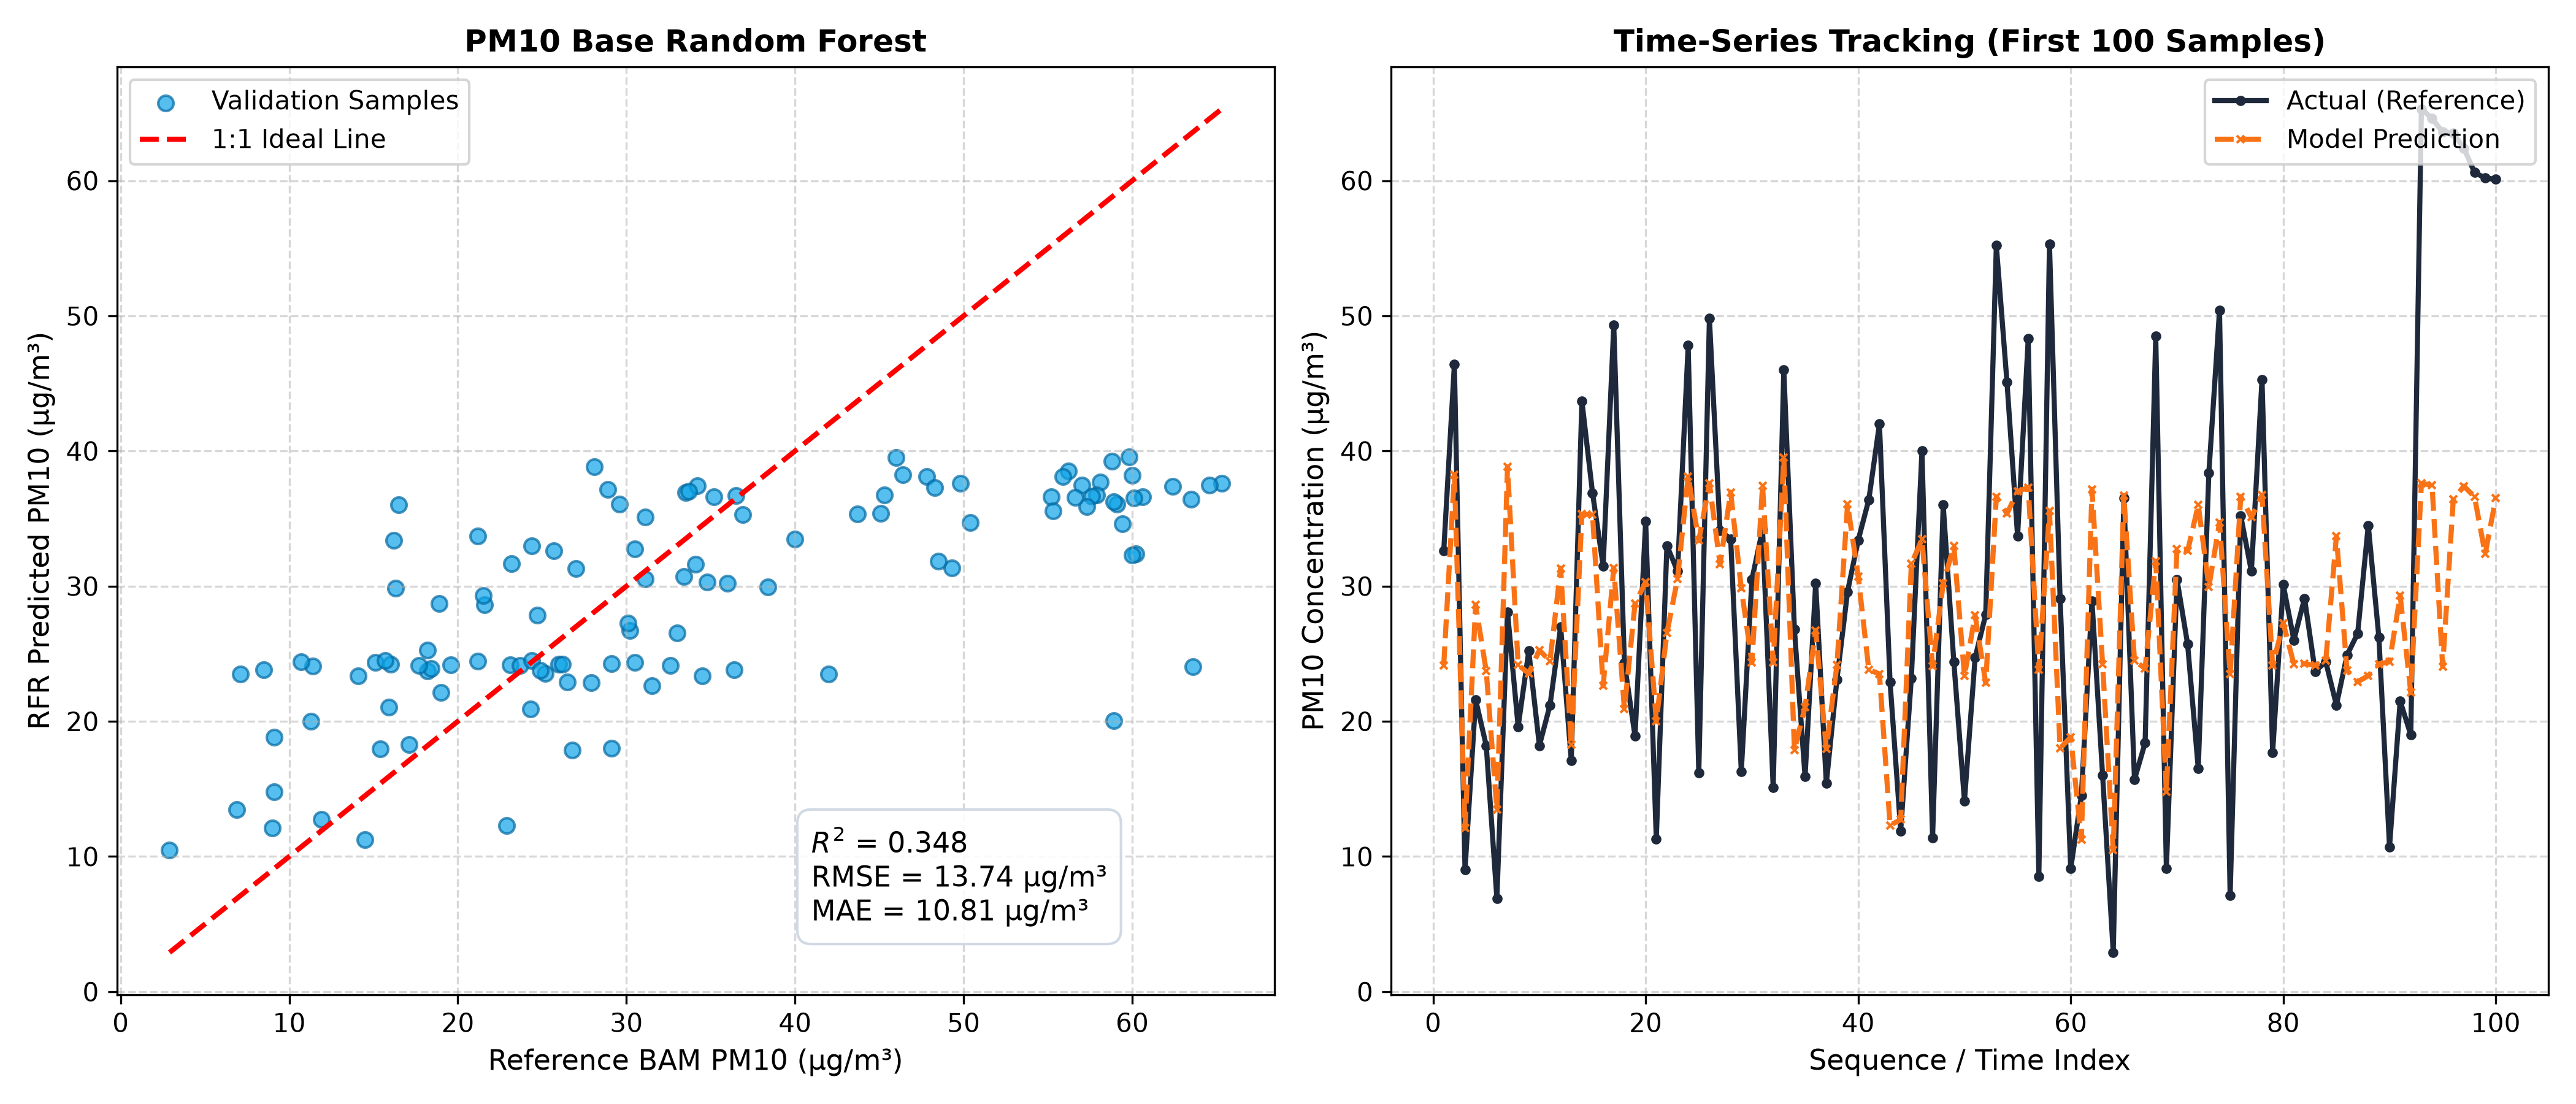 PM10 Base Random Forest
Validation Samples
1:1 Ideal Line
RFR Predicted PM10 (µg/m³)
60
50
40
30
20
10
0
R² = 0.348
RMSE = 13.74 µg/m³
MAE = 10.81 µg/m³
0 10 20 30 40 50 60
Reference BAM PM10 (µg/m³)
Time-Series Tracking (First 100 Samples)
Actual (Reference)
Model Prediction
PM10 Concentration (µg/m³)
60
50
40
30
20
10
0
0 20 40 60 80 100
Sequence / Time Index